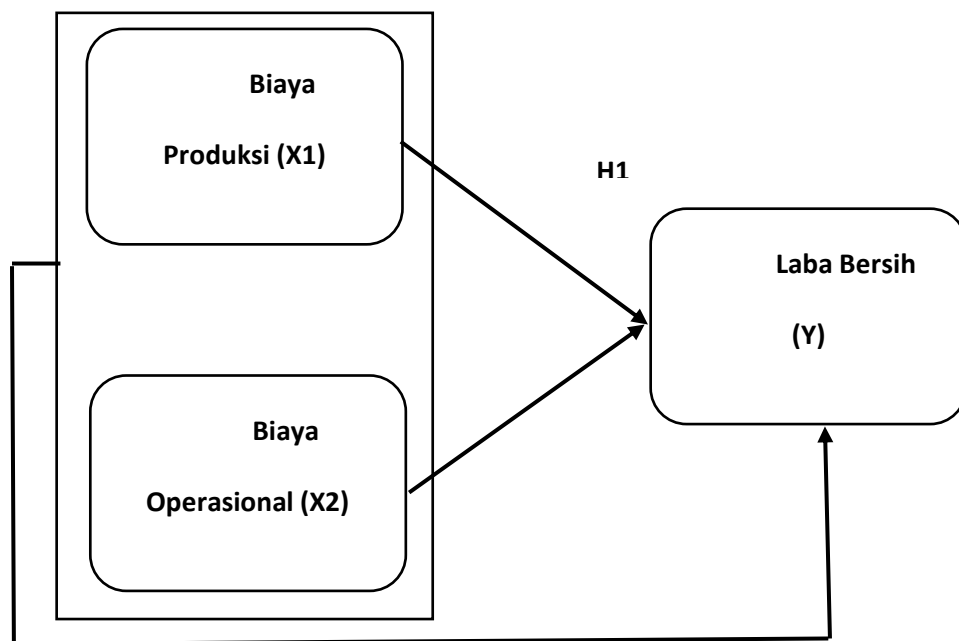 Biaya
Produksi (X1)
H1
Laba Bersih
(Y)
Biaya
Operasional (X2)